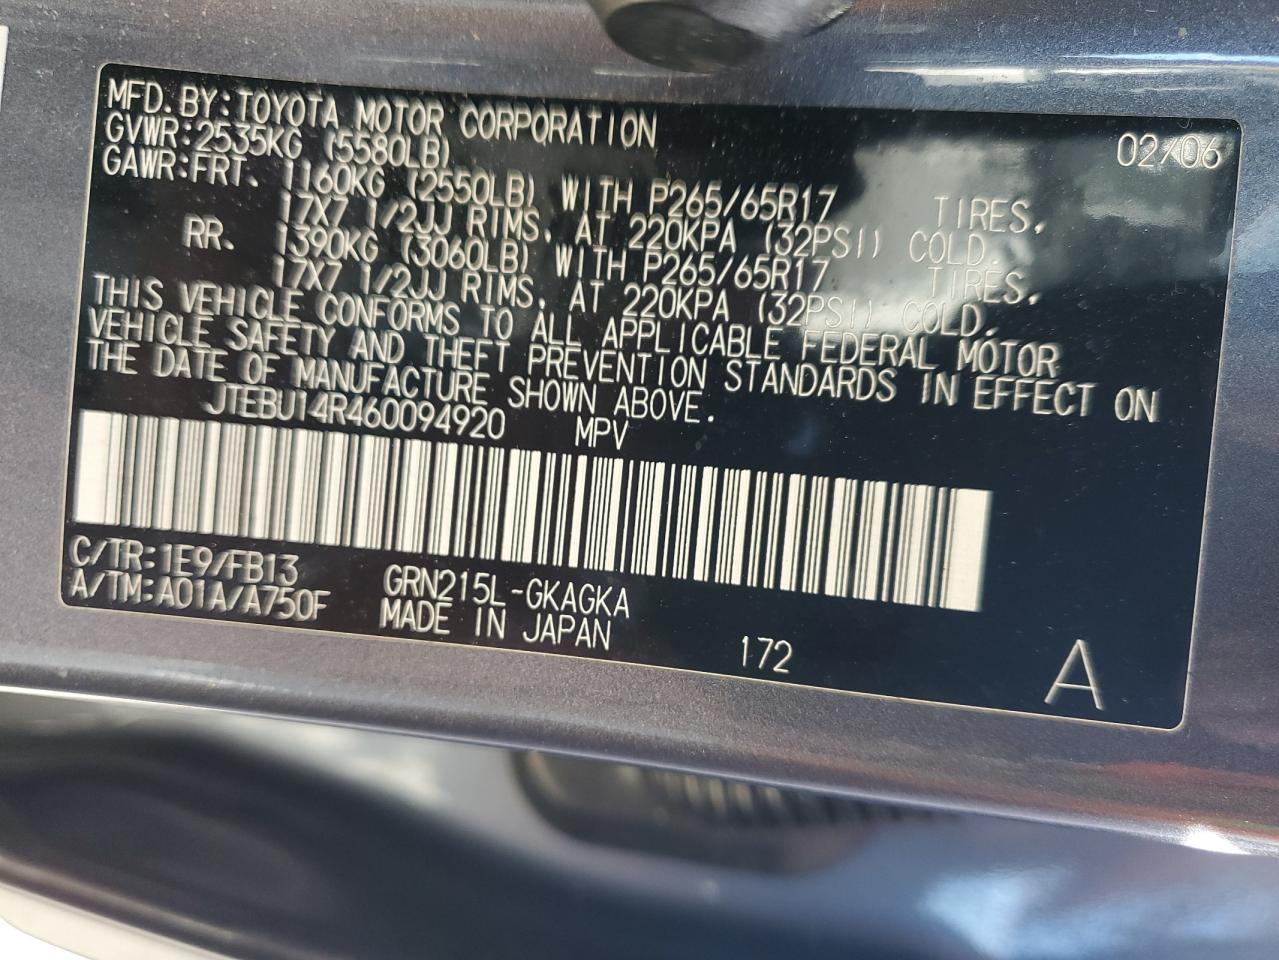 MFD. BY: TOYOTA MOTOR CORPORATION 02/06
GVWR: 2535KG (5580LB)
GAWR: FRT. 1160KG (2550LB) WITH P265/65R17 TIRES,
17X7 1/2JJ RIMS, AT 220KPA (32PSI) COLD.
RR. 1390KG (3060LB) WITH P265/65R17 TIRES,
17X7 1/2JJ RIMS, AT 220KPA (32PSI) COLD.
THIS VEHICLE CONFORMS TO ALL APPLICABLE FEDERAL MOTOR
VEHICLE SAFETY AND THEFT PREVENTION STANDARDS IN EFFECT ON
THE DATE OF MANUFACTURE SHOWN ABOVE.
JTEBU14R460094920 MPV
C/TR: 1E9/FB13
A/TM: A01A/A750F
GRN215L-GKAGKA
MADE IN JAPAN
172
A